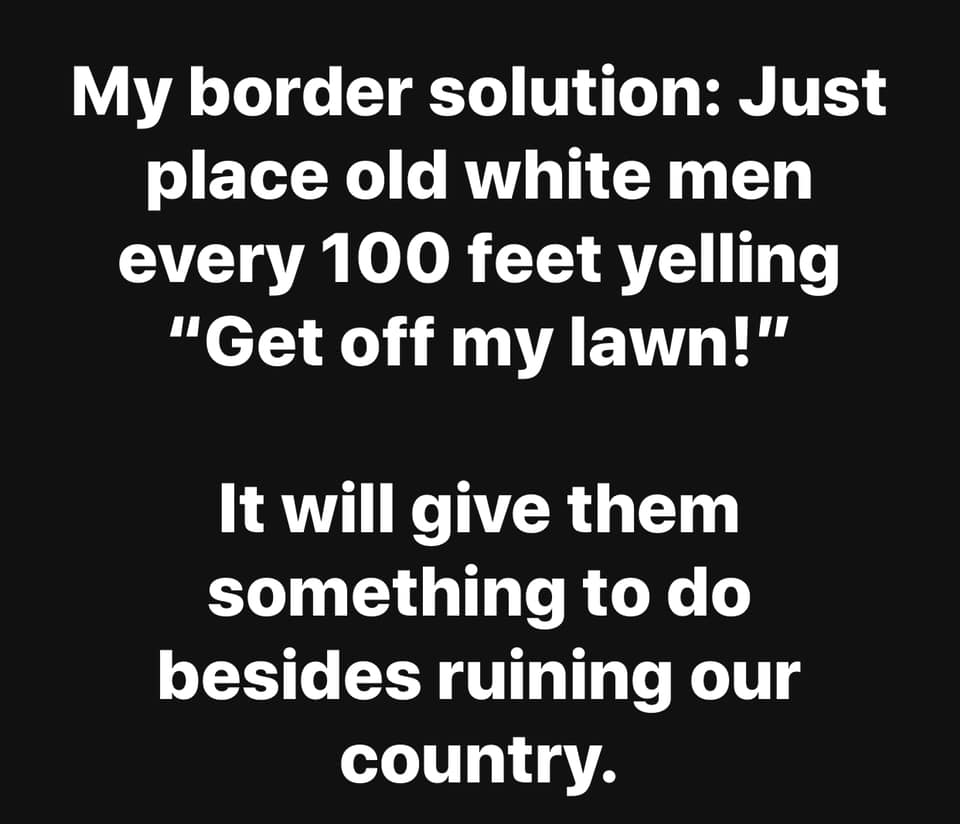 My border solution: Just
place old white men
every 100 feet yelling
“Get off my lawn!”
It will give them
something to do
besides ruining our
country.